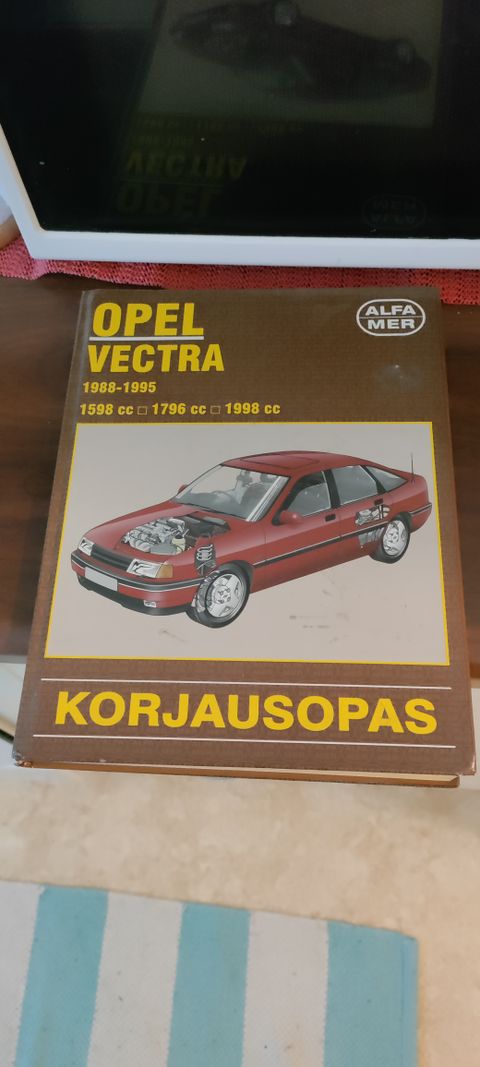 OPEL
VECTRA
1988-1995
1598 cc □ 1796 cc □ 1998 cc
ALFA
MER
KORJAUSOPAS